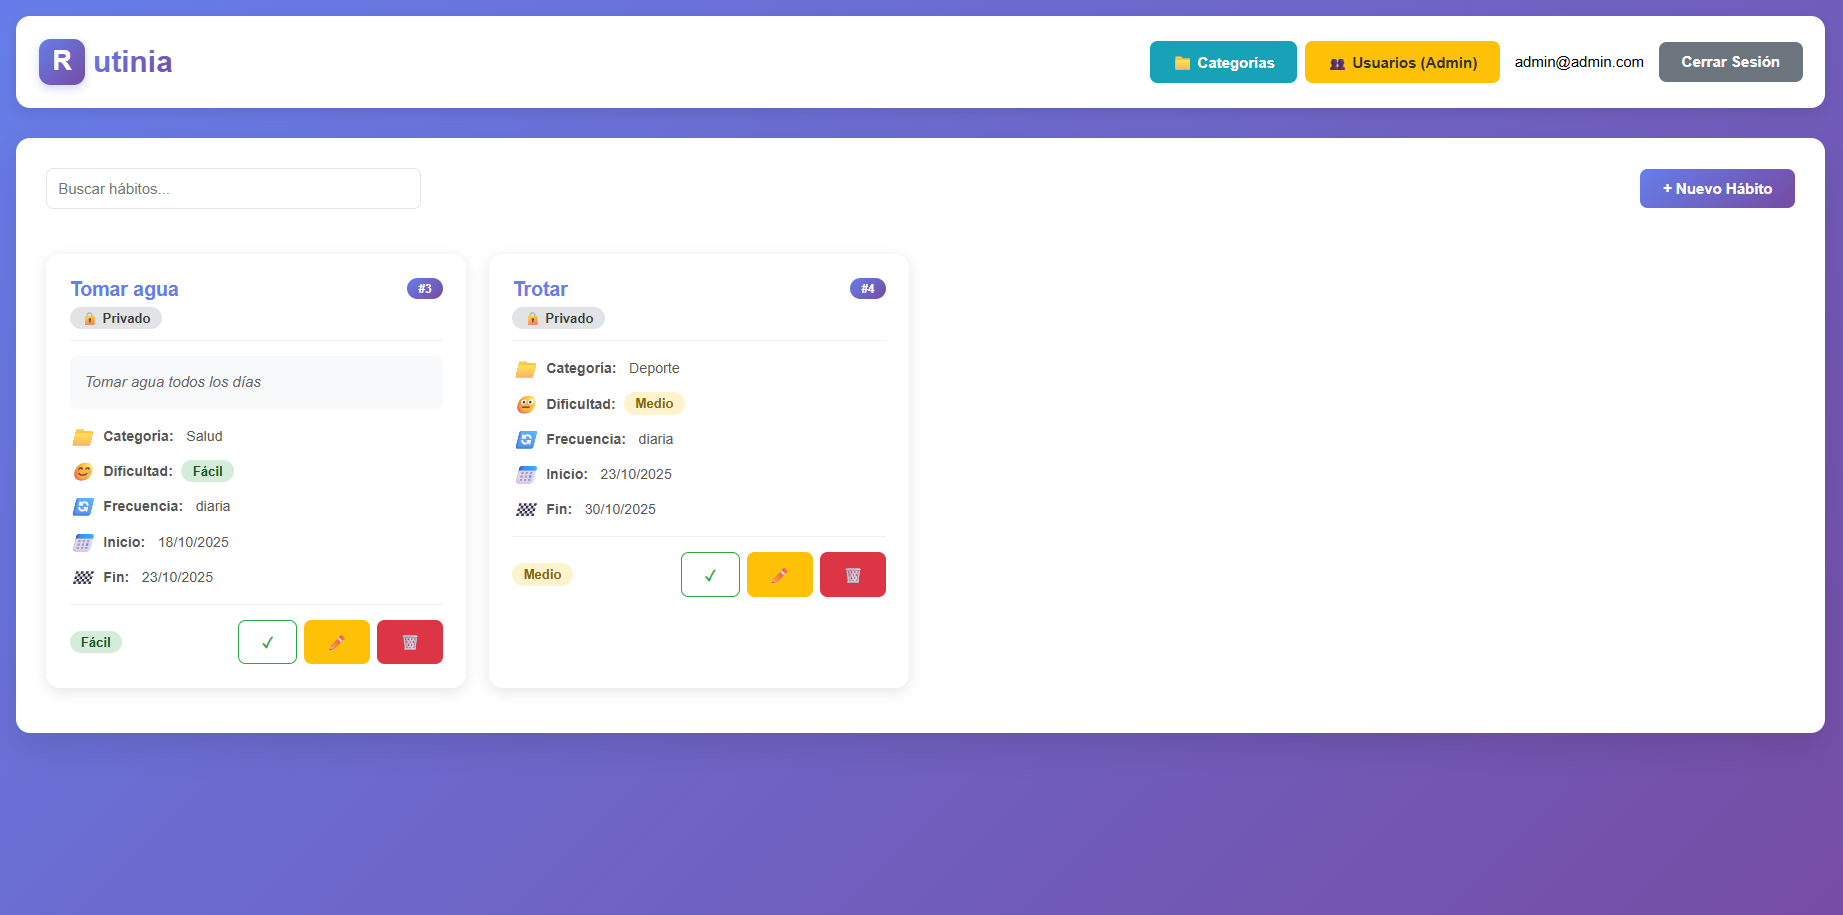 Rutinia
Categorías
Usuarios (Admin)
admin@admin.com
Cerrar Sesión
Buscar hábitos...
+ Nuevo Hábito
Tomar agua
#3
Privado
Tomar agua todos los días
Categoría: Salud
Dificultad: Fácil
Frecuencia: diaria
Inicio: 18/10/2025
Fin: 23/10/2025
Fácil
Trotar
#4
Privado
Categoría: Deporte
Dificultad: Medio
Frecuencia: diaria
Inicio: 23/10/2025
Fin: 30/10/2025
Medio